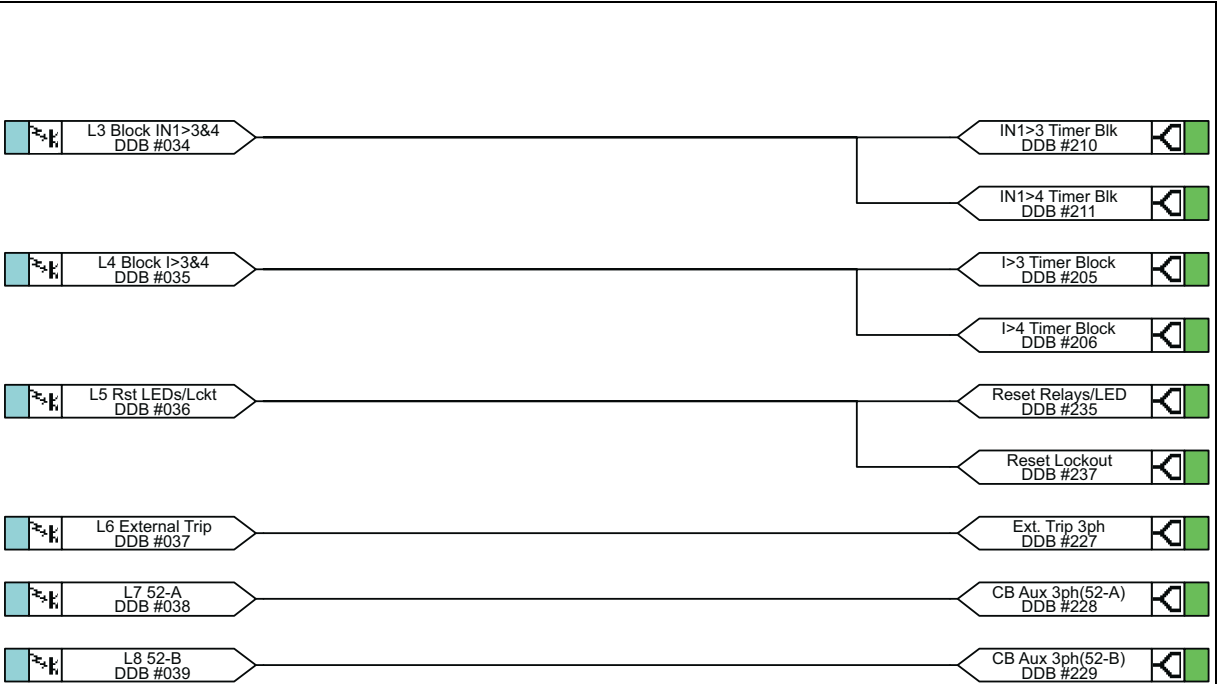 L3 Block IN1>3&4
DDB #034
IN1>3 Timer Blk
DDB #210
IN1>4 Timer Blk
DDB #211
L4 Block I>3&4
DDB #035
I>3 Timer Block
DDB #205
I>4 Timer Block
DDB #206
L5 Rst LEDs/Lckt
DDB #036
Reset Relays/LED
DDB #235
Reset Lockout
DDB #237
L6 External Trip
DDB #037
Ext. Trip 3ph
DDB #227
L7 52-A
DDB #038
CB Aux 3ph(52-A)
DDB #228
L8 52-B
DDB #039
CB Aux 3ph(52-B)
DDB #229